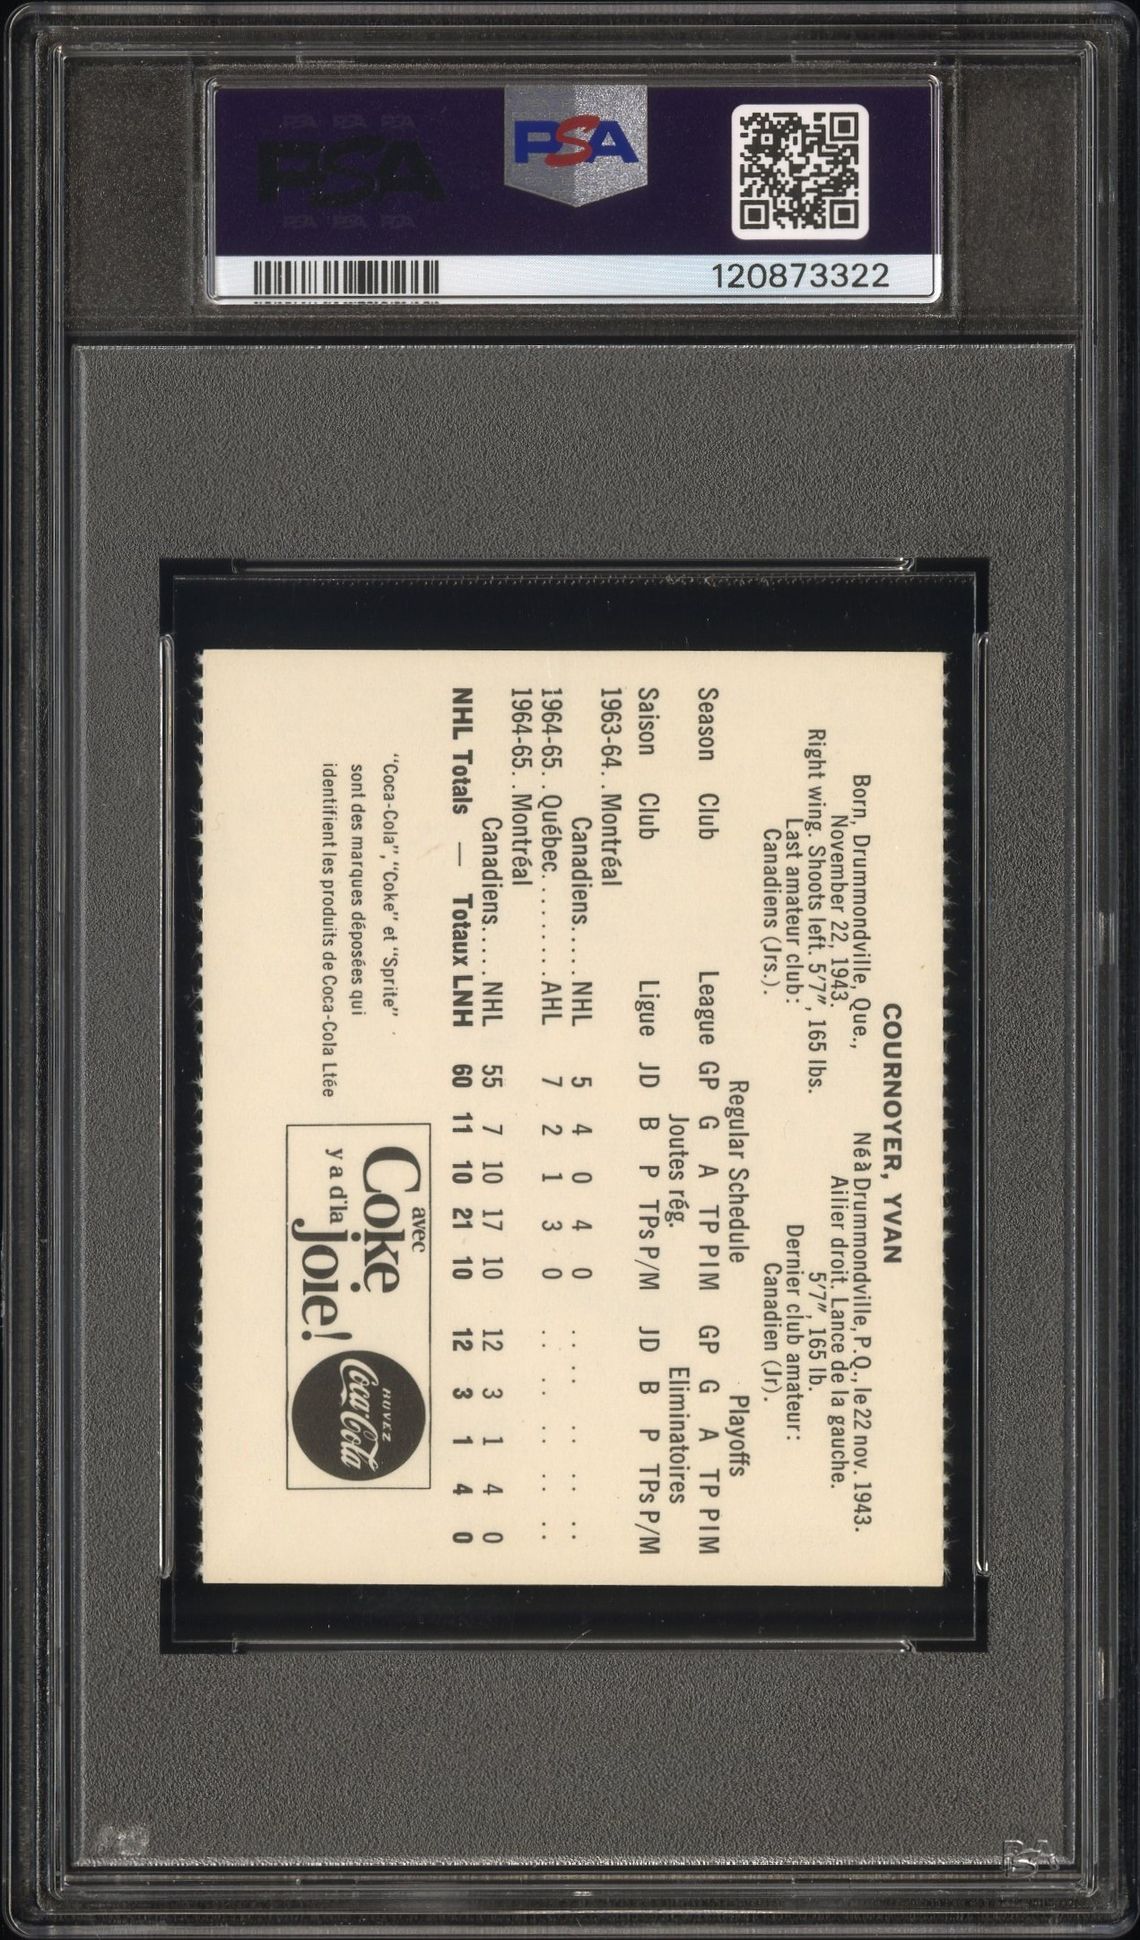 PSA
PSA
120873322
COURNOYER, YVAN
Born, Drummondville, Que.,
November 22, 1943.
Right wing. Shoots left. 5'7", 165 lbs.
Last amateur club:
Canadiens (Jrs.).
Né à Drummondville, P.Q., le 22 nov. 1943.
Ailier droit. Lance de la gauche.
5'7", 165 lb.
Dernier club amateur:
Canadien (Jr).
Regular Schedule Playoffs
Season Club League GP G A TP PIM GP G A TP PIM
Joutes rég. Eliminatoires
Saison Club Ligue JD B P TPs P/M JD B P TPs P/M
1963-64. . Montréal
Canadiens. . . . . NHL 5 4 0 4 0 . . . . . . . . . .
1964-65. . Québec. . . . . . . . . AHL 7 2 1 3 0 . . . . . . . . . .
1964-65. . Montréal
Canadiens. . . . . NHL 55 7 10 17 10 12 3 1 4 0
NHL Totals — Totaux LNH 60 11 10 21 10 12 3 1 4 0
"Coca-Cola", "Coke" et "Sprite"
sont des marques déposées qui
identifient les produits de Coca-Cola Ltée
avec
Coke
y a d'la Joie!
BUVEZ
Coca-Cola
PSA